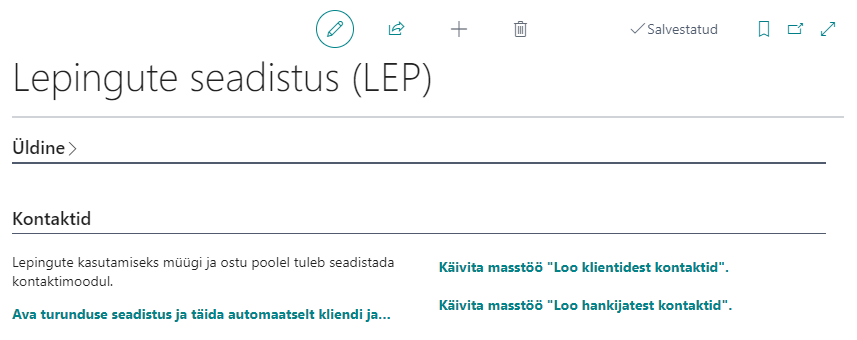 Salvestatud
Lepingute seadistus (LEP)
Üldine
Kontaktid
Lepingute kasutamiseks müügi ja ostu poolel tuleb seadistada
kontaktimoodul.
Ava turunduse seadistus ja täida automaatselt kliendi ja...
Käivita masstöö "Loo klientidest kontaktid".
Käivita masstöö "Loo hankijatest kontaktid".